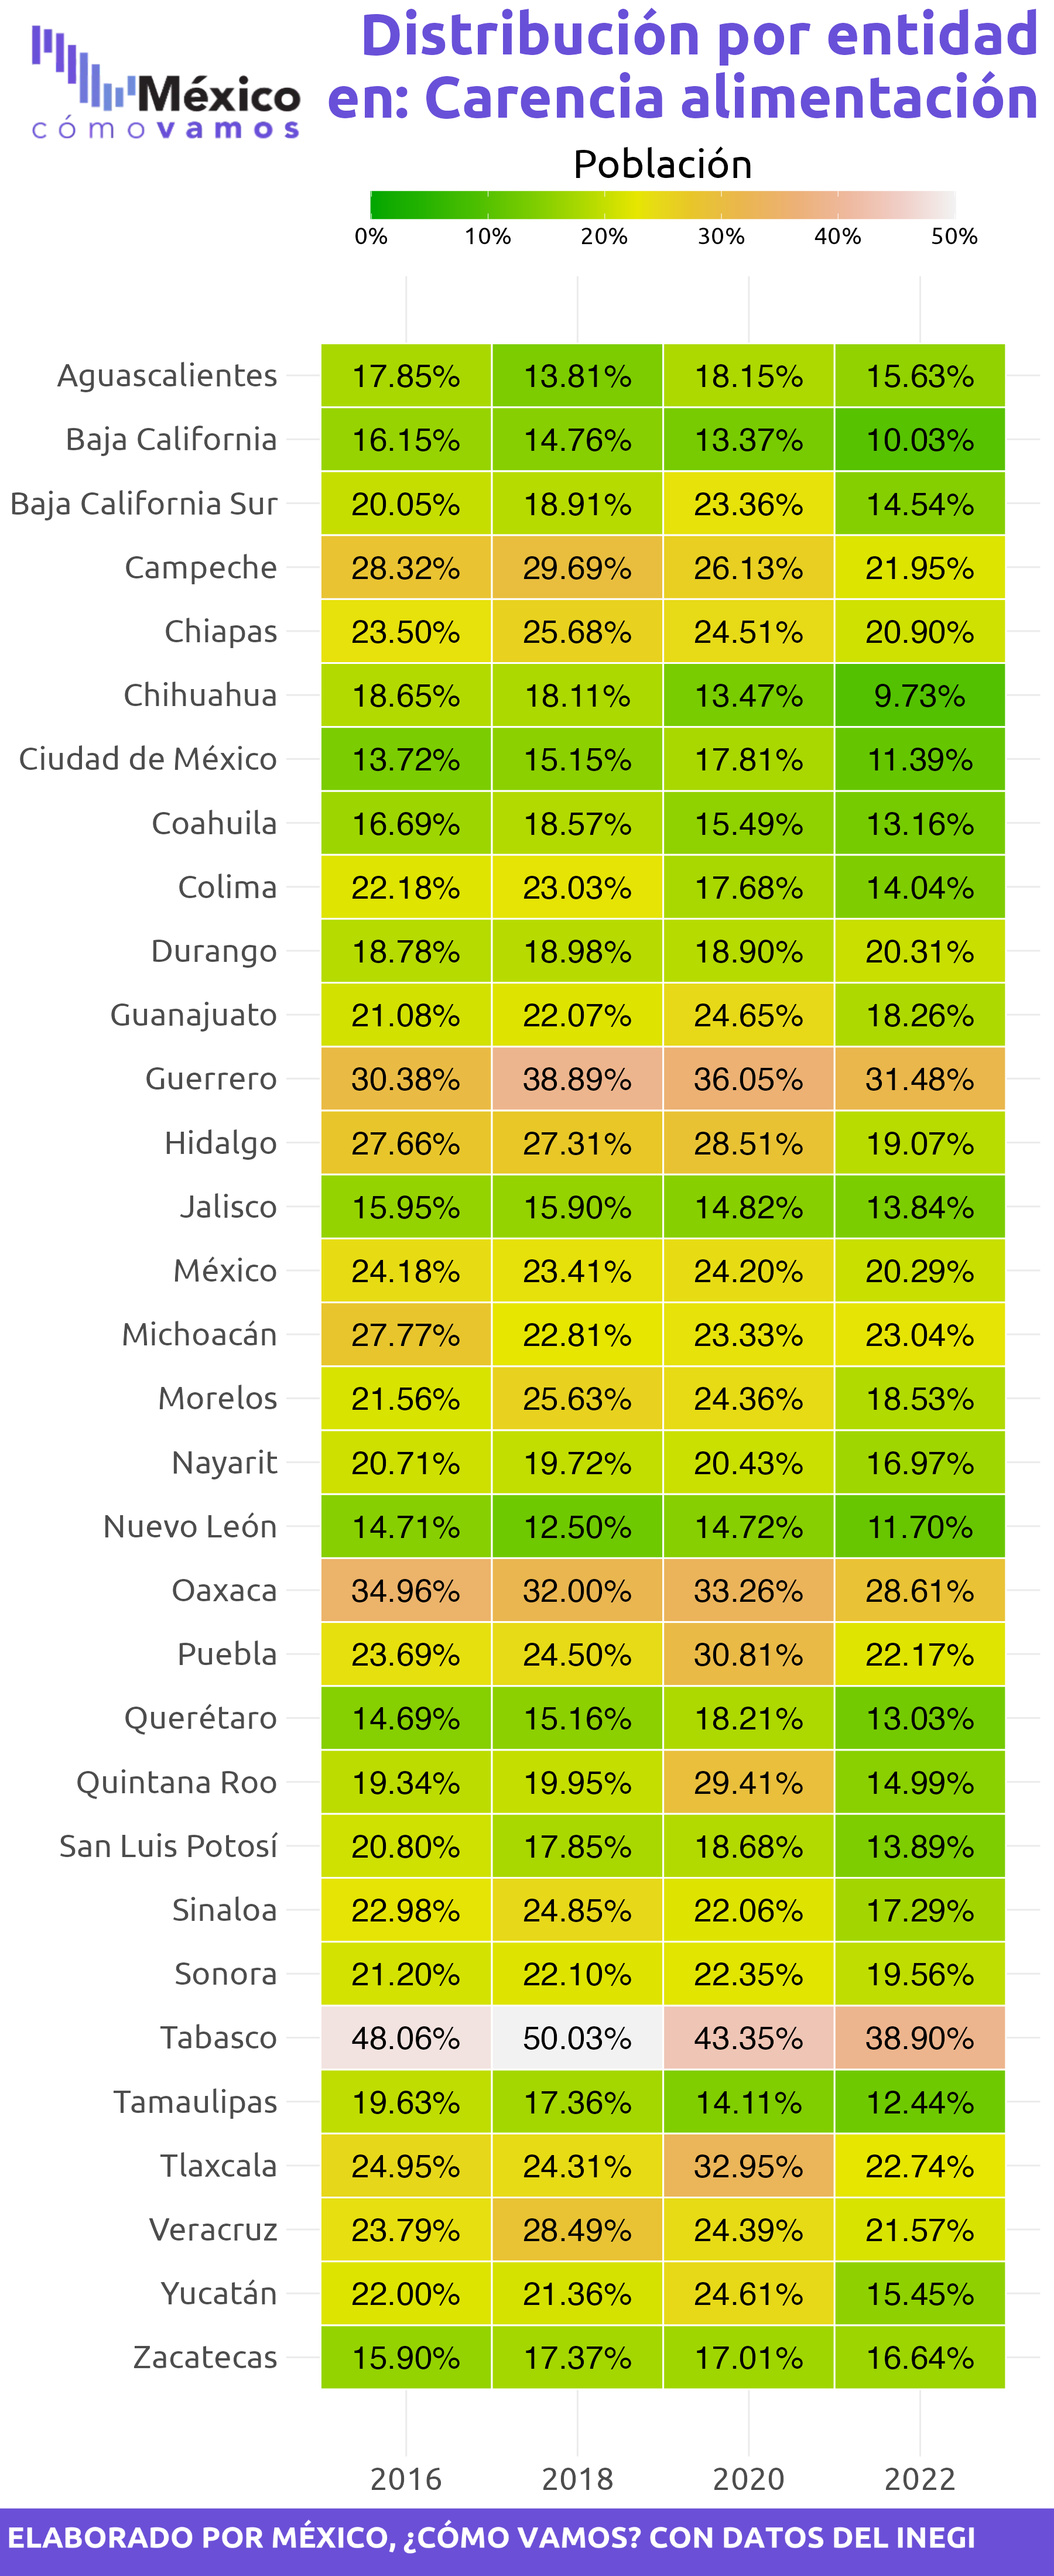 México
cómovamos
Distribución por entidad
en: Carencia alimentación
Población
0% 10% 20% 30% 40% 50%
Aguascalientes 17.85% 13.81% 18.15% 15.63%
Baja California 16.15% 14.76% 13.37% 10.03%
Baja California Sur 20.05% 18.91% 23.36% 14.54%
Campeche 28.32% 29.69% 26.13% 21.95%
Chiapas 23.50% 25.68% 24.51% 20.90%
Chihuahua 18.65% 18.11% 13.47% 9.73%
Ciudad de México 13.72% 15.15% 17.81% 11.39%
Coahuila 16.69% 18.57% 15.49% 13.16%
Colima 22.18% 23.03% 17.68% 14.04%
Durango 18.78% 18.98% 18.90% 20.31%
Guanajuato 21.08% 22.07% 24.65% 18.26%
Guerrero 30.38% 38.89% 36.05% 31.48%
Hidalgo 27.66% 27.31% 28.51% 19.07%
Jalisco 15.95% 15.90% 14.82% 13.84%
México 24.18% 23.41% 24.20% 20.29%
Michoacán 27.77% 22.81% 23.33% 23.04%
Morelos 21.56% 25.63% 24.36% 18.53%
Nayarit 20.71% 19.72% 20.43% 16.97%
Nuevo León 14.71% 12.50% 14.72% 11.70%
Oaxaca 34.96% 32.00% 33.26% 28.61%
Puebla 23.69% 24.50% 30.81% 22.17%
Querétaro 14.69% 15.16% 18.21% 13.03%
Quintana Roo 19.34% 19.95% 29.41% 14.99%
San Luis Potosí 20.80% 17.85% 18.68% 13.89%
Sinaloa 22.98% 24.85% 22.06% 17.29%
Sonora 21.20% 22.10% 22.35% 19.56%
Tabasco 48.06% 50.03% 43.35% 38.90%
Tamaulipas 19.63% 17.36% 14.11% 12.44%
Tlaxcala 24.95% 24.31% 32.95% 22.74%
Veracruz 23.79% 28.49% 24.39% 21.57%
Yucatán 22.00% 21.36% 24.61% 15.45%
Zacatecas 15.90% 17.37% 17.01% 16.64%
2016 2018 2020 2022
ELABORADO POR MÉXICO, ¿CÓMO VAMOS? CON DATOS DEL INEGI